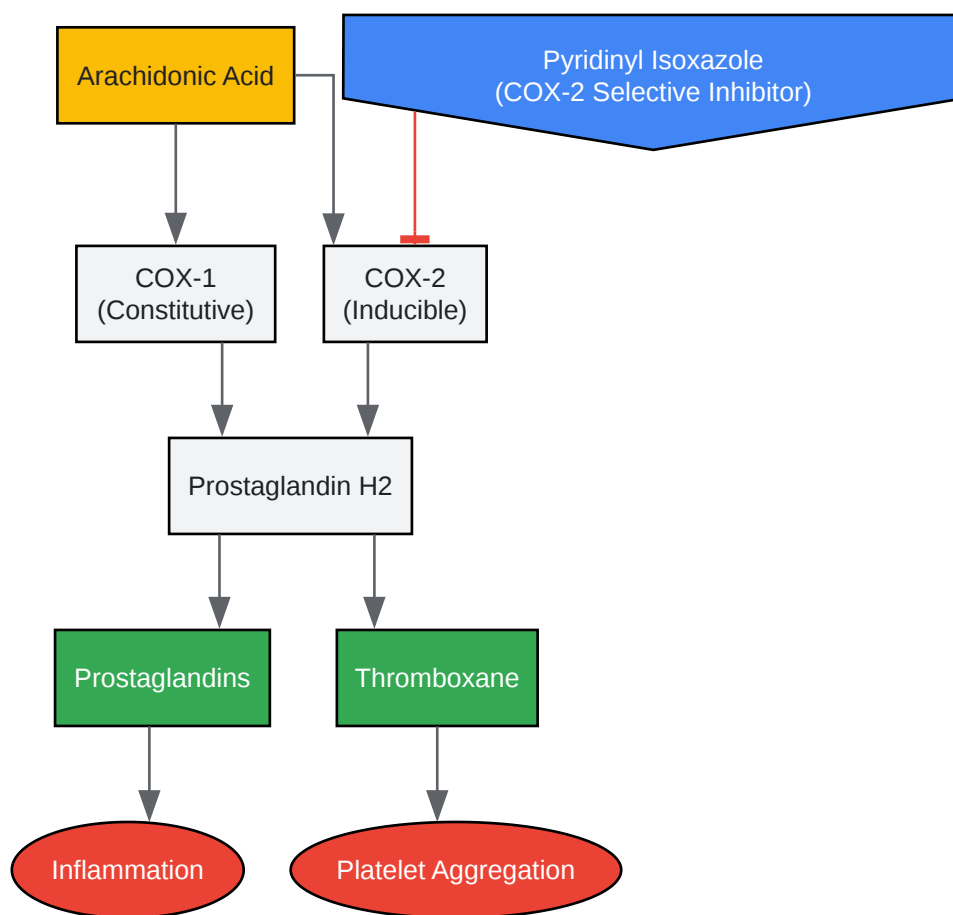 Arachidonic Acid
Pyridinyl Isoxazole
(COX-2 Selective Inhibitor)
COX-1
(Constitutive)
COX-2
(Inducible)
Prostaglandin H2
Prostaglandins
Thromboxane
Inflammation
Platelet Aggregation